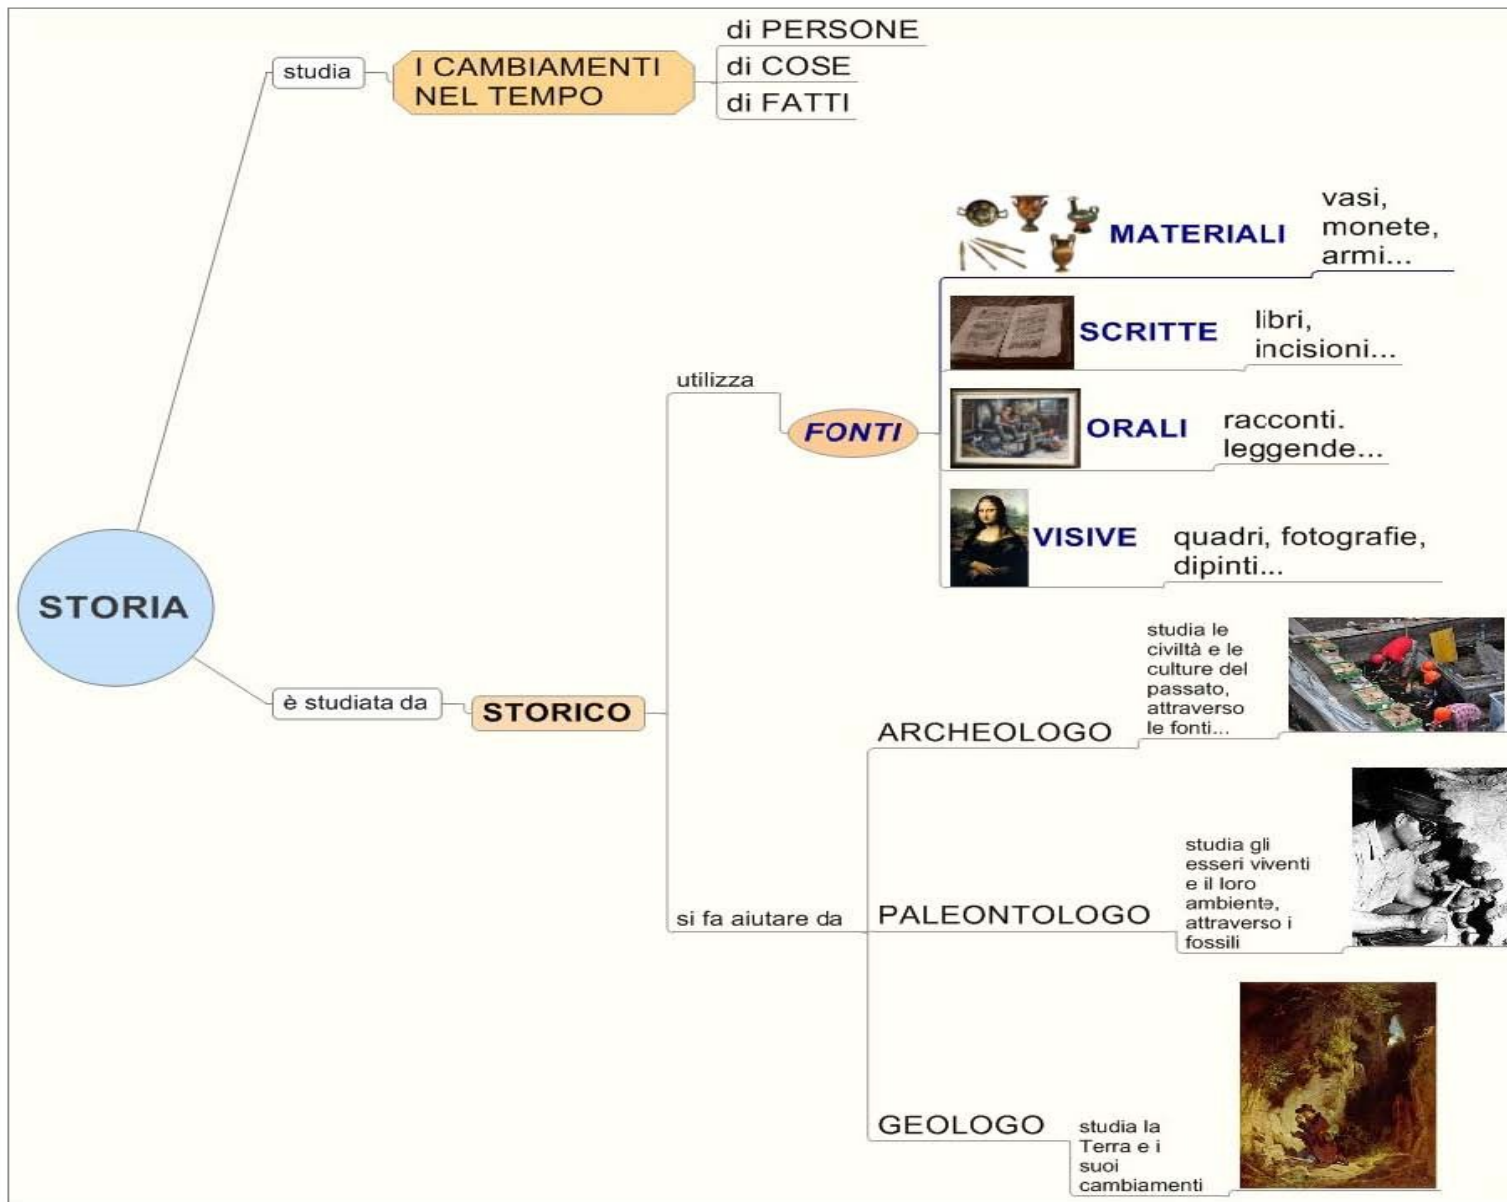 studia
I CAMBIAMENTI
NEL TEMPO
di PERSONE
di COSE
di FATTI
STORIA
è studiata da
STORICO
utilizza
FONTI
MATERIALI
vasi,
monete,
armi...
SCRITTE
libri,
incisioni...
ORALI
racconti.
leggende...
VISIVE
quadri, fotografie,
dipinti...
si fa aiutare da
ARCHEOLOGO
studia le
civiltà e le
culture del
passato,
attraverso
le fonti...
PALEONTOLOGO
studia gli
esseri viventi
e il loro
ambiente,
attraverso i
fossili
GEOLOGO
studia la
Terra e i
suoi
cambiamenti